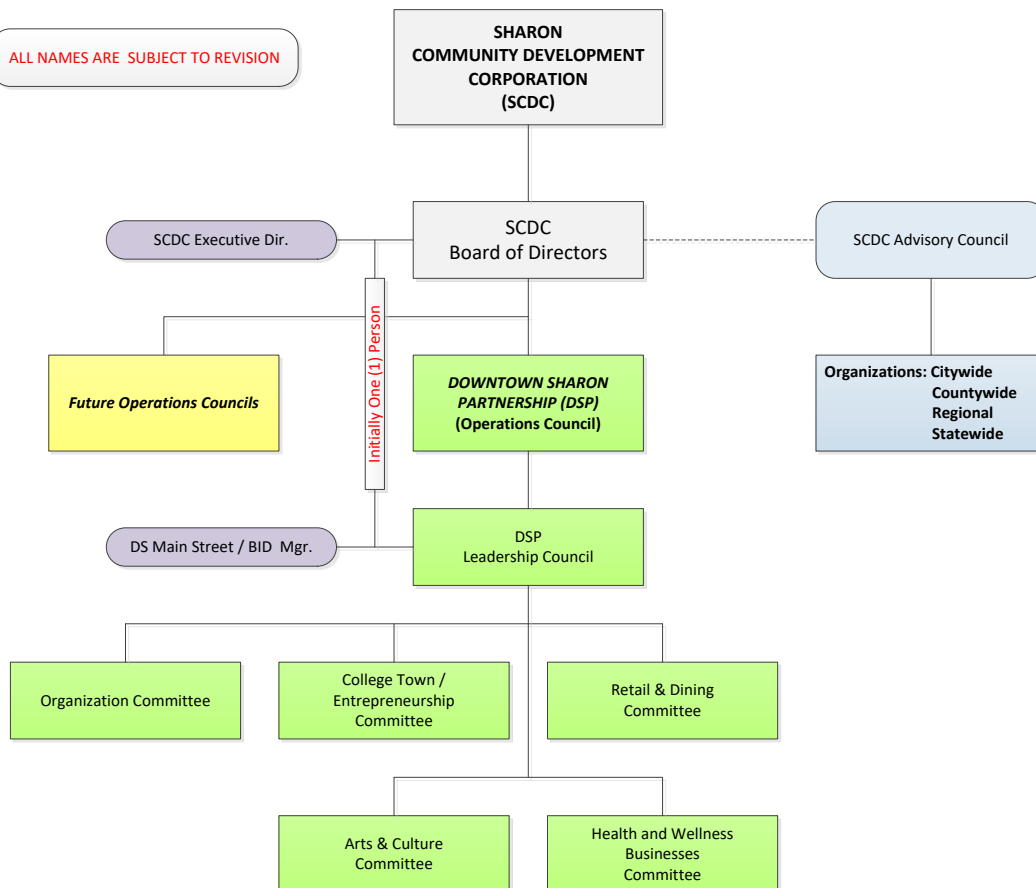 ALL NAMES ARE SUBJECT TO REVISION
SHARON
COMMUNITY DEVELOPMENT
CORPORATION
(SCDC)
SCDC Executive Dir.
SCDC
Board of Directors
SCDC Advisory Council
Initially One (1) Person
Future Operations Councils
DOWNTOWN SHARON
PARTNERSHIP (DSP)
(Operations Council)
Organizations: Citywide
Countywide
Regional
Statewide
DS Main Street / BID Mgr.
DSP
Leadership Council
Organization Committee
College Town /
Entrepreneurship
Committee
Retail & Dining
Committee
Arts & Culture
Committee
Health and Wellness
Businesses
Committee